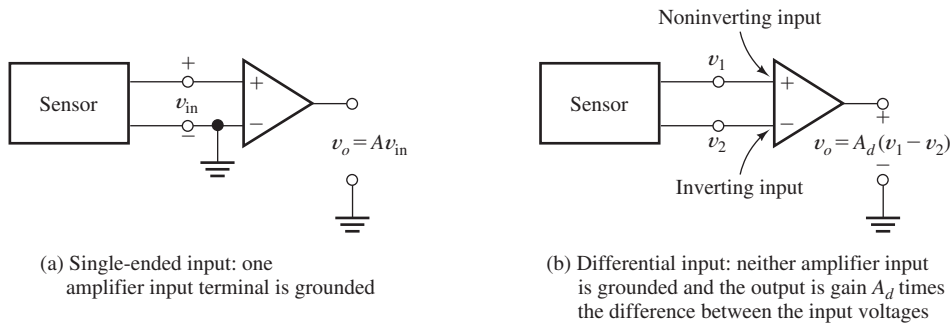 Noninverting input
Sensor
+
v_in
−
+
−
v_o = Av_in
Sensor
v_1
v_2
+
−
+
v_o = A_d(v_1 − v_2)
−
Inverting input
(a) Single-ended input: one
amplifier input terminal is grounded
(b) Differential input: neither amplifier input
is grounded and the output is gain A_d times
the difference between the input voltages